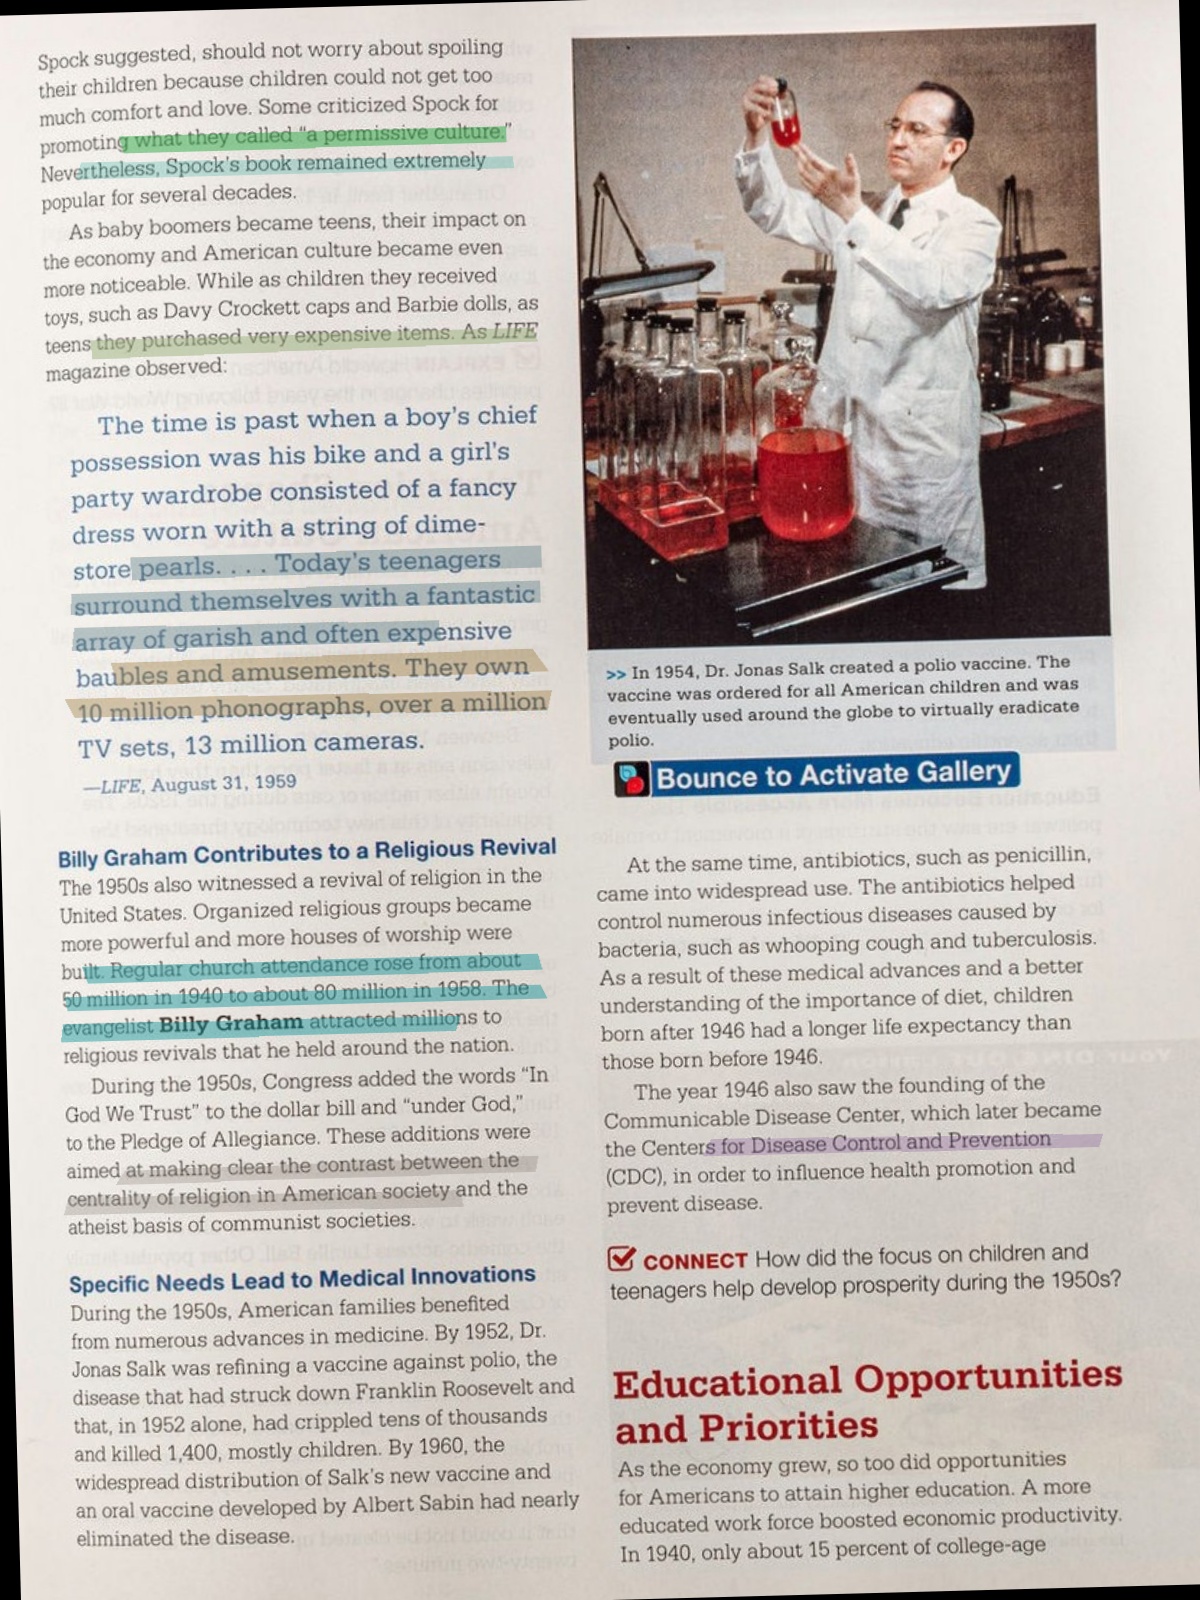 Spock suggested, should not worry about spoiling
their children because children could not get too
much comfort and love. Some criticized Spock for
promoting what they called "a permissive culture."
Nevertheless, Spock's book remained extremely
popular for several decades.
As baby boomers became teens, their impact on
the economy and American culture became even
more noticeable. While as children they received
toys, such as Davy Crockett caps and Barbie dolls, as
teens they purchased very expensive items. As LIFE
magazine observed:
The time is past when a boy's chief
possession was his bike and a girl's
party wardrobe consisted of a fancy
dress worn with a string of dime-
store pearls. . . . Today's teenagers
surround themselves with a fantastic
array of garish and often expensive
baubles and amusements. They own
10 million phonographs, over a million
TV sets, 13 million cameras.
—LIFE, August 31, 1959
Billy Graham Contributes to a Religious Revival
The 1950s also witnessed a revival of religion in the
United States. Organized religious groups became
more powerful and more houses of worship were
built. Regular church attendance rose from about
50 million in 1940 to about 80 million in 1958. The
evangelist Billy Graham attracted millions to
religious revivals that he held around the nation.
During the 1950s, Congress added the words "In
God We Trust" to the dollar bill and "under God,"
to the Pledge of Allegiance. These additions were
aimed at making clear the contrast between the
centrality of religion in American society and the
atheist basis of communist societies.
Specific Needs Lead to Medical Innovations
During the 1950s, American families benefited
from numerous advances in medicine. By 1952, Dr.
Jonas Salk was refining a vaccine against polio, the
disease that had struck down Franklin Roosevelt and
that, in 1952 alone, had crippled tens of thousands
and killed 1,400, mostly children. By 1960, the
widespread distribution of Salk's new vaccine and
an oral vaccine developed by Albert Sabin had nearly
eliminated the disease.
>> In 1954, Dr. Jonas Salk created a polio vaccine. The
vaccine was ordered for all American children and was
eventually used around the globe to virtually eradicate
polio.
Bounce to Activate Gallery
At the same time, antibiotics, such as penicillin,
came into widespread use. The antibiotics helped
control numerous infectious diseases caused by
bacteria, such as whooping cough and tuberculosis.
As a result of these medical advances and a better
understanding of the importance of diet, children
born after 1946 had a longer life expectancy than
those born before 1946.
The year 1946 also saw the founding of the
Communicable Disease Center, which later became
the Centers for Disease Control and Prevention
(CDC), in order to influence health promotion and
prevent disease.
CONNECT How did the focus on children and
teenagers help develop prosperity during the 1950s?
Educational Opportunities
and Priorities
As the economy grew, so too did opportunities
for Americans to attain higher education. A more
educated work force boosted economic productivity.
In 1940, only about 15 percent of college-age